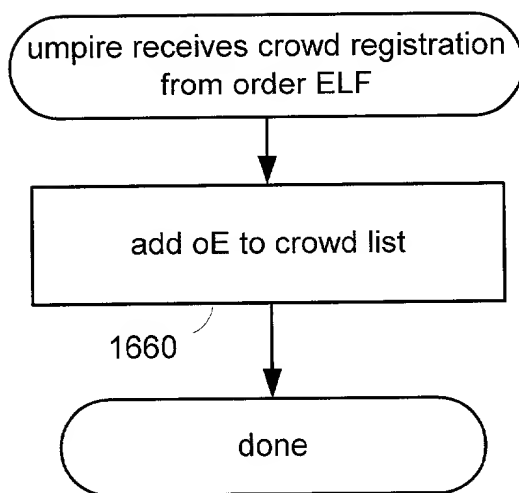 umpire receives crowd registration
from order ELF
add oE to crowd list
1660
done